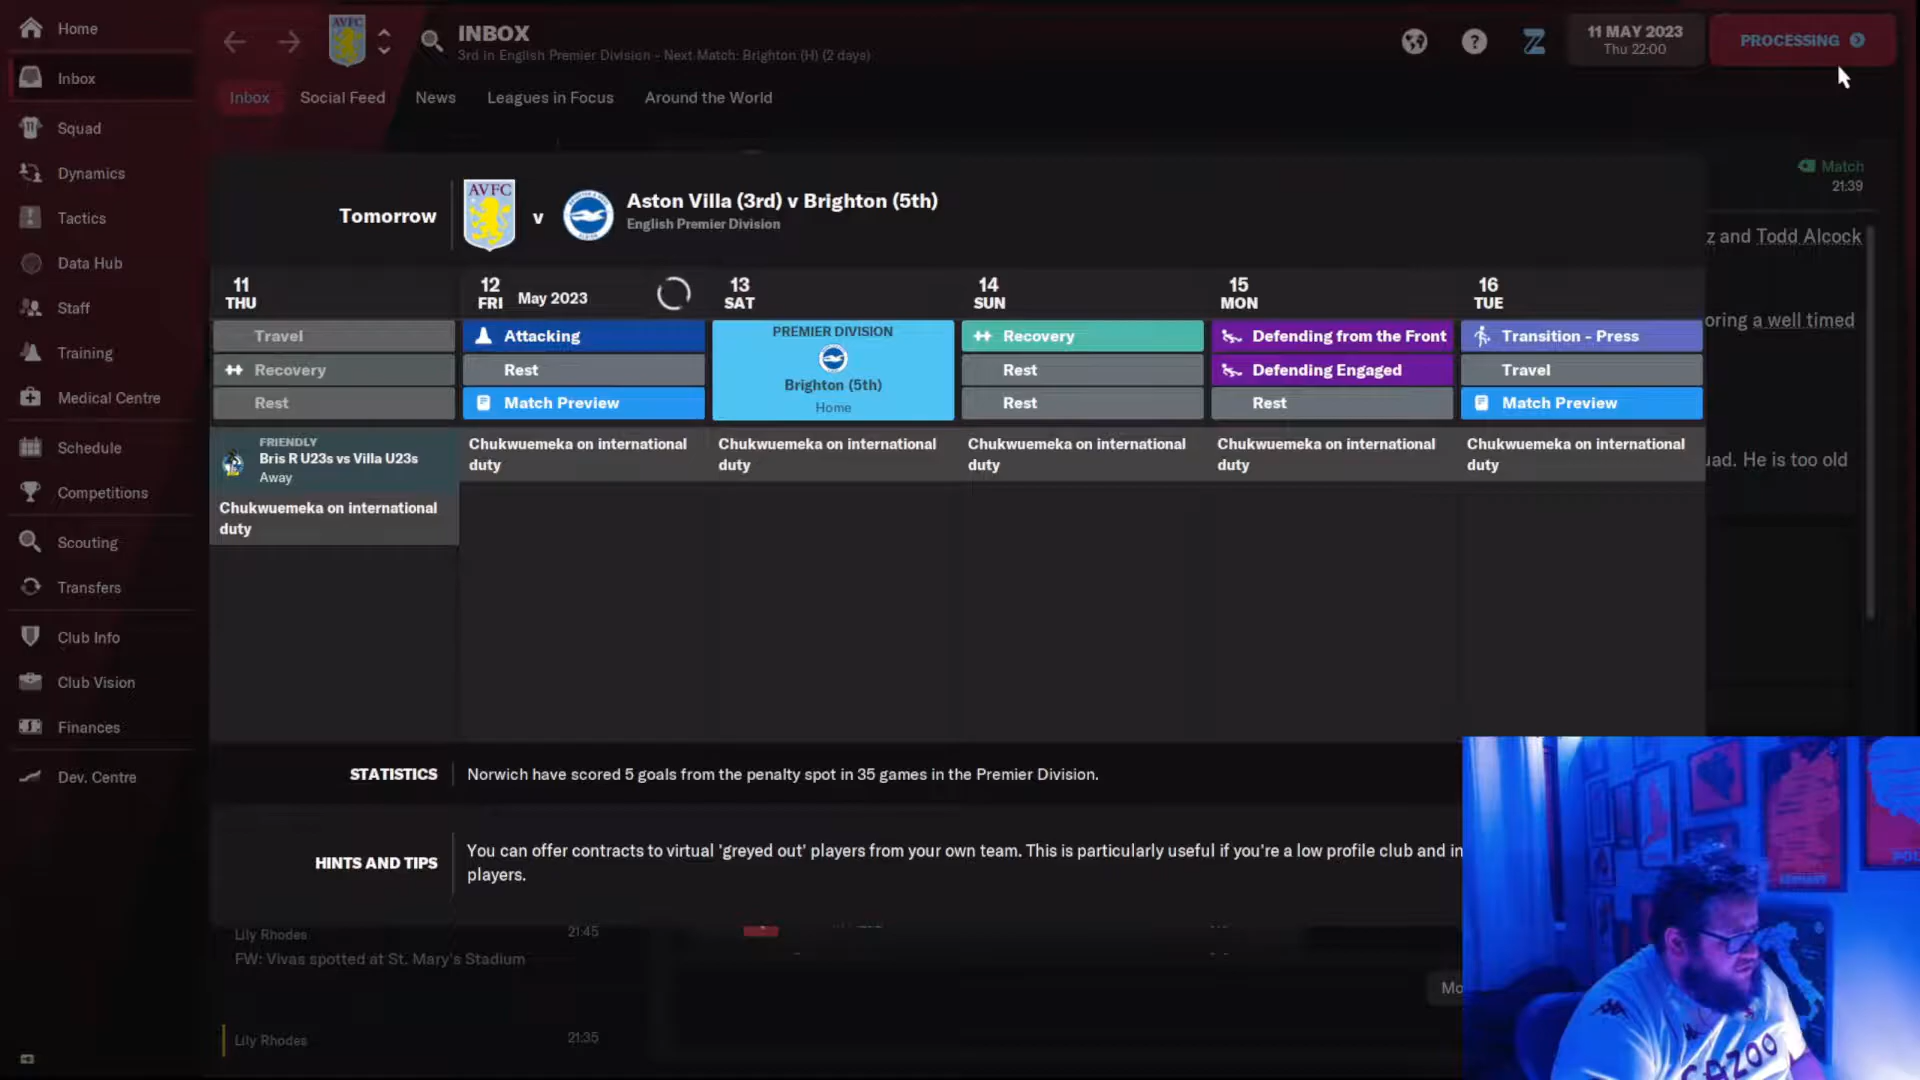 Home
Inbox
Squad
Dynamics
Tactics
Data Hub
Staff
Training
Medical Centre
Schedule
Competitions
Scouting
Transfers
Club Info
Club Vision
Finances
Dev. Centre
AVFC
INBOX
3rd in English Premier Division - Next Match: Brighton (H) (2 days)
11 MAY 2023
Thu 22:00
PROCESSING
Inbox
Social Feed
News
Leagues in Focus
Around the World
Match
21:39
z and Todd Alcock
oring a well timed
uad. He is too old
Tomorrow
AVFC
v
Aston Villa (3rd) v Brighton (5th)
English Premier Division
11
THU
Travel
Recovery
Rest
FRIENDLY
Bris R U23s vs Villa U23s
Away
Chukwuemeka on international
duty
12
FRI
May 2023
Attacking
Rest
Match Preview
Chukwuemeka on international
duty
13
SAT
PREMIER DIVISION
Brighton (5th)
Home
Chukwuemeka on international
duty
14
SUN
Recovery
Rest
Rest
Chukwuemeka on international
duty
15
MON
Defending from the Front
Defending Engaged
Rest
Chukwuemeka on international
duty
16
TUE
Transition - Press
Travel
Match Preview
Chukwuemeka on international
duty
STATISTICS
Norwich have scored 5 goals from the penalty spot in 35 games in the Premier Division.
HINTS AND TIPS
You can offer contracts to virtual 'greyed out' players from your own team. This is particularly useful if you're a low profile club and in
players.
Lily Rhodes
21:45
FW: Vivas spotted at St. Mary's Stadium
Lily Rhodes
21:35
Mo
CAZOO